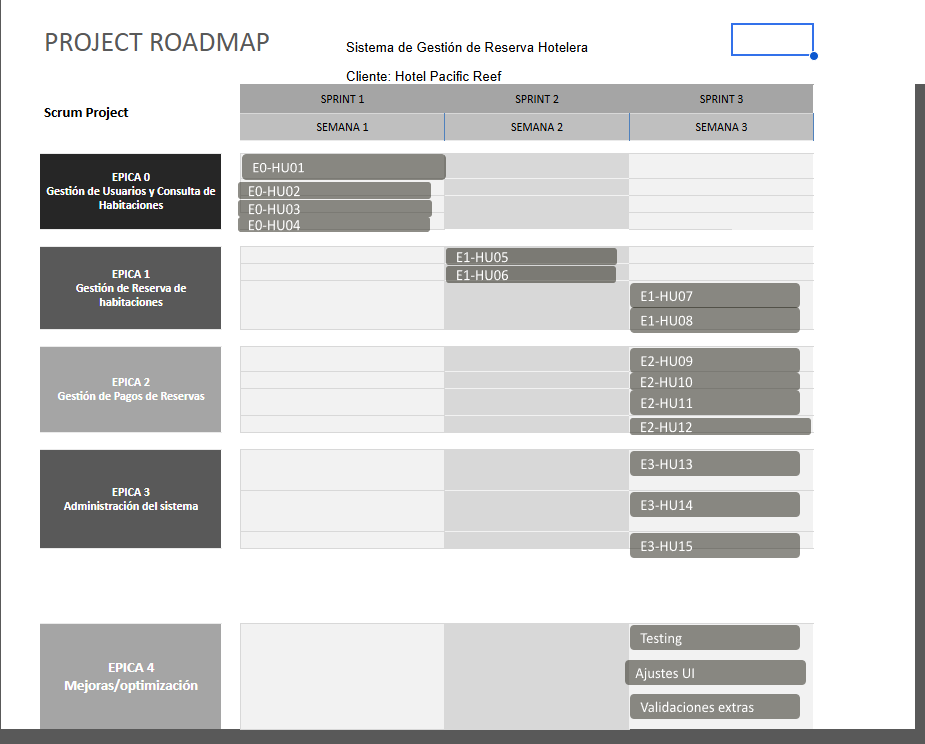 PROJECT ROADMAP
Sistema de Gestión de Reserva Hotelera
Cliente: Hotel Pacific Reef
Scrum Project
SPRINT 1
SPRINT 2
SPRINT 3
SEMANA 1
SEMANA 2
SEMANA 3
EPICA 0
Gestión de Usuarios y Consulta de
Habitaciones
E0-HU01
E0-HU02
E0-HU03
E0-HU04
EPICA 1
Gestión de Reserva de
habitaciones
E1-HU05
E1-HU06
E1-HU07
E1-HU08
EPICA 2
Gestión de Pagos de Reservas
E2-HU09
E2-HU10
E2-HU11
E2-HU12
EPICA 3
Administración del sistema
E3-HU13
E3-HU14
E3-HU15
EPICA 4
Mejoras/optimización
Testing
Ajustes UI
Validaciones extras